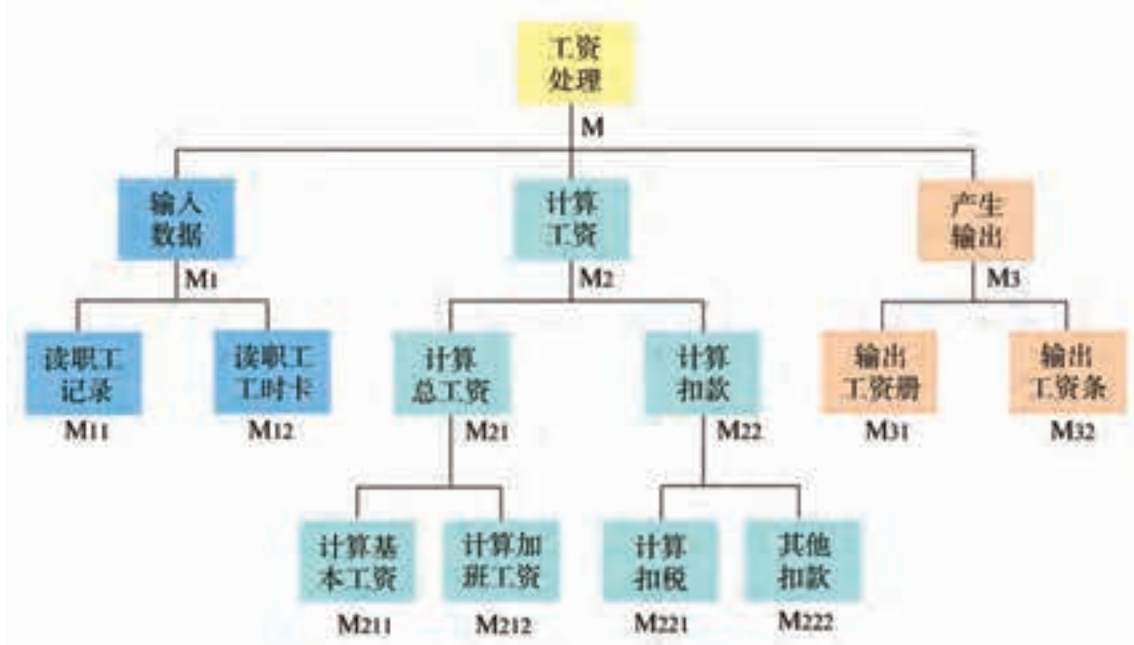 工资
处理
M
输入
数据
计算
工资
产生
输出
M1
M2
M3
读职工
记录
读职工
工时卡
计算
总工资
计算
扣款
输出
工资册
输出
工资条
M11
M12
M21
M22
M31
M32
计算基
本工资
计算加
班工资
计算
扣税
其他
扣款
M211
M212
M221
M222